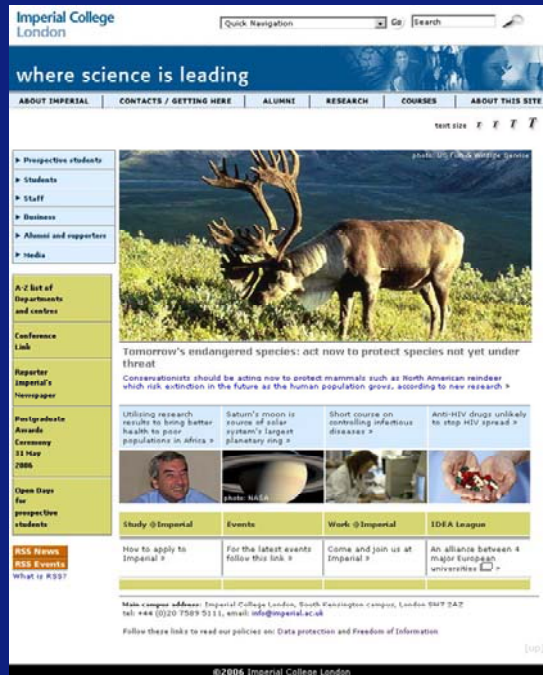 Imperial College
London
Quick Navigation
Go
Search
where science is leading
ABOUT IMPERIAL
CONTACTS / GETTING HERE
ALUMNI
RESEARCH
COURSES
ABOUT THIS SITE
text size T T T T
Prospective students
Students
Staff
Business
Alumni and supporters
Media
photo: US Fish & Wildlife Service
A-Z list of
Departments
and centres
Conference
Link
Reporter
Imperial's
Newspaper
Postgraduate
Awards
Ceremony
31 May
2006
Open Days
for
prospective
students
RSS News
RSS Events
What is RSS?
Tomorrow's endangered species: act now to protect species not yet under
threat
Conservationists should be acting now to protect mammals such as North American reindeer
which risk extinction in the future as the human population grows, according to new research »
Utilising research
results to bring better
health to poor
populations in Africa »
Saturn's moon is
source of solar
system's largest
planetary ring »
Short course on
controlling infectious
diseases »
Anti-HIV drugs unlikely
to stop HIV spread »
photo: NASA
Study @Imperial
Events
Work @Imperial
IDEA League
How to apply to
Imperial »
For the latest events
follow this link »
Come and join us at
Imperial »
An alliance between 4
major European
universities »
Main campus address: Imperial College London, South Kensington campus, London SW7 2AZ
tel: +44 (0)20 7589 5111, email: info@imperial.ac.uk
Follow these links to read our policies on: Data protection and Freedom of Information
[up]
©2006 Imperial College London